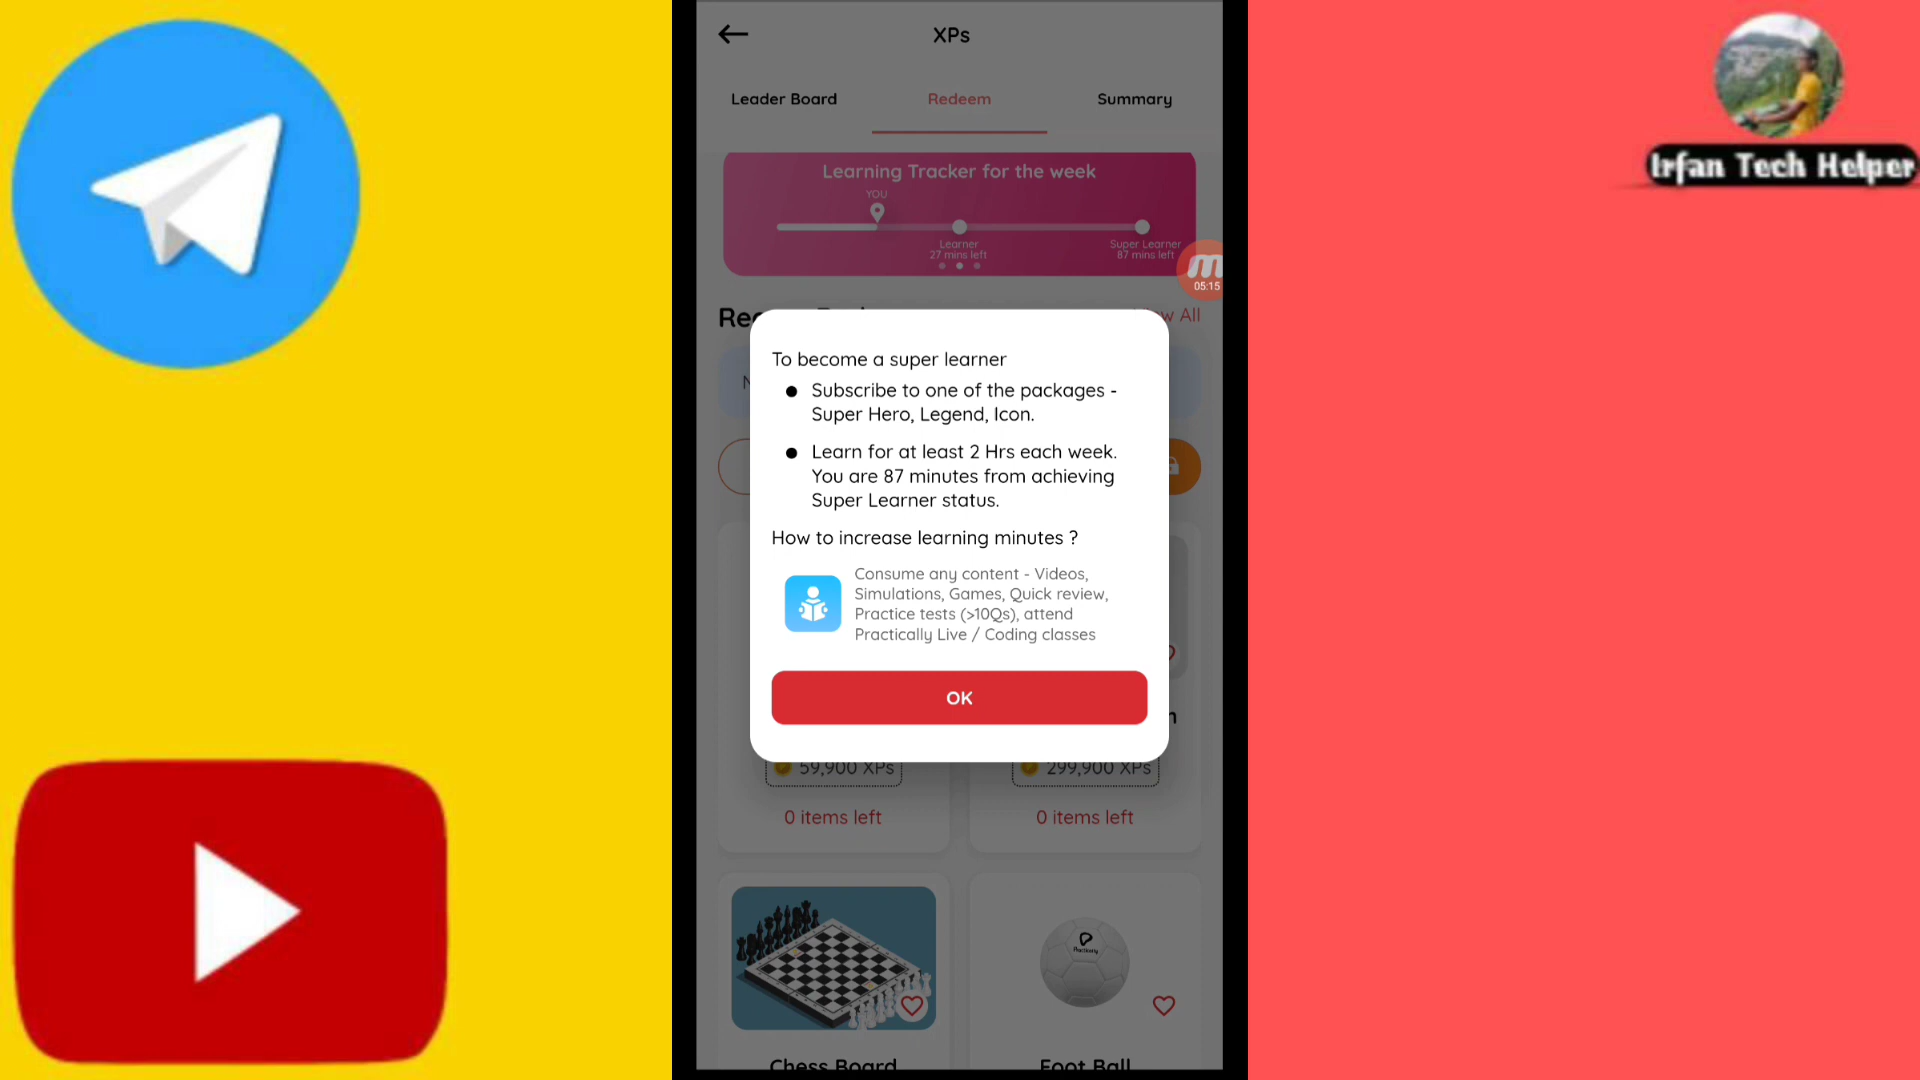 XPs
Leader Board
Redeem
Summary
Irfan Tech Helper
Learning Tracker for the week
YOU
Learner
27 mins left
Super Learner
87 mins left
05:15
All
To become a super learner
Subscribe to one of the packages -
Super Hero, Legend, Icon.
Learn for at least 2 Hrs each week.
You are 87 minutes from achieving
Super Learner status.
How to increase learning minutes ?
Consume any content - Videos,
Simulations, Games, Quick review,
Practice tests (>10Qs), attend
Practically Live / Coding classes
OK
59,900 XPs
299,900 XPs
0 items left
0 items left
Practically
Chess Board
Foot Ball